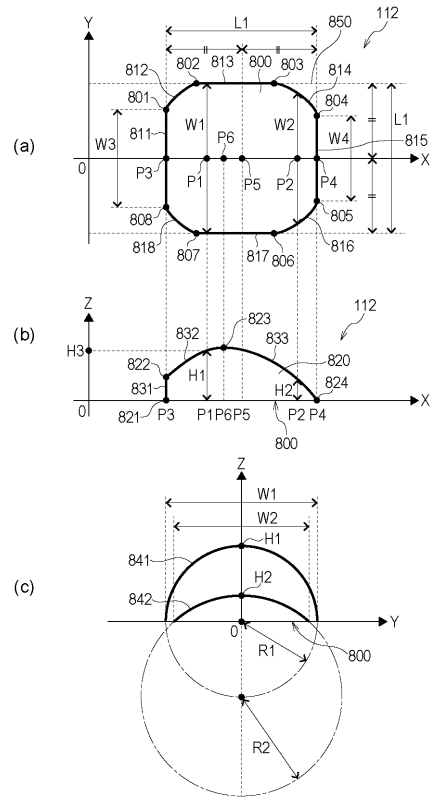 Y L1 112
802 813 800 803 850
812 814
801 804
(a) 811 W3 W1 P6 W2 W4 L1
815
0 P3 P1 P5 P2 P4 X
808 805
818 807 817 806 816
Z
(b) 832 823 833 112
H3
822 820
831 H1 H2 824
0 X
821 P3 P1 P6 P5 800 P2 P4
Z
W1
W2
(c) 841 H1
842 H2
0 Y
R1 800
R2